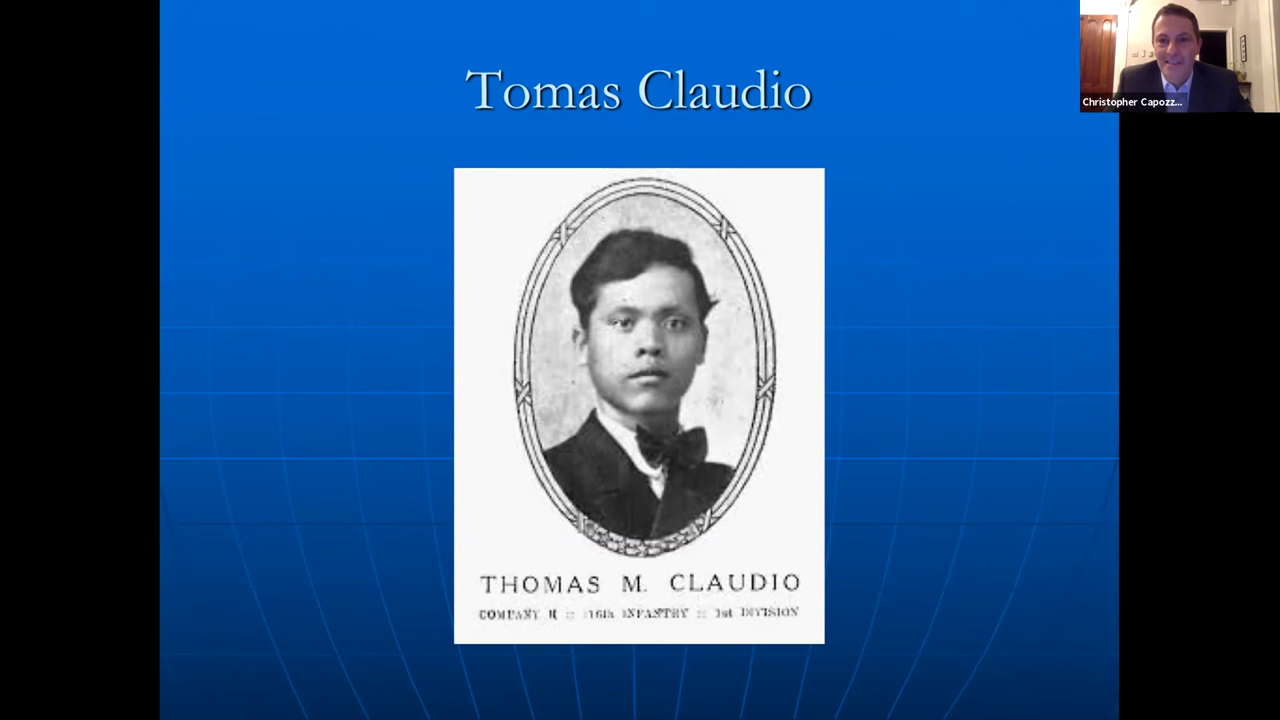 Tomas Claudio
Christopher Capozz...
THOMAS M. CLAUDIO
COMPANY :: 16th INFANTRY :: 1st DIVISION